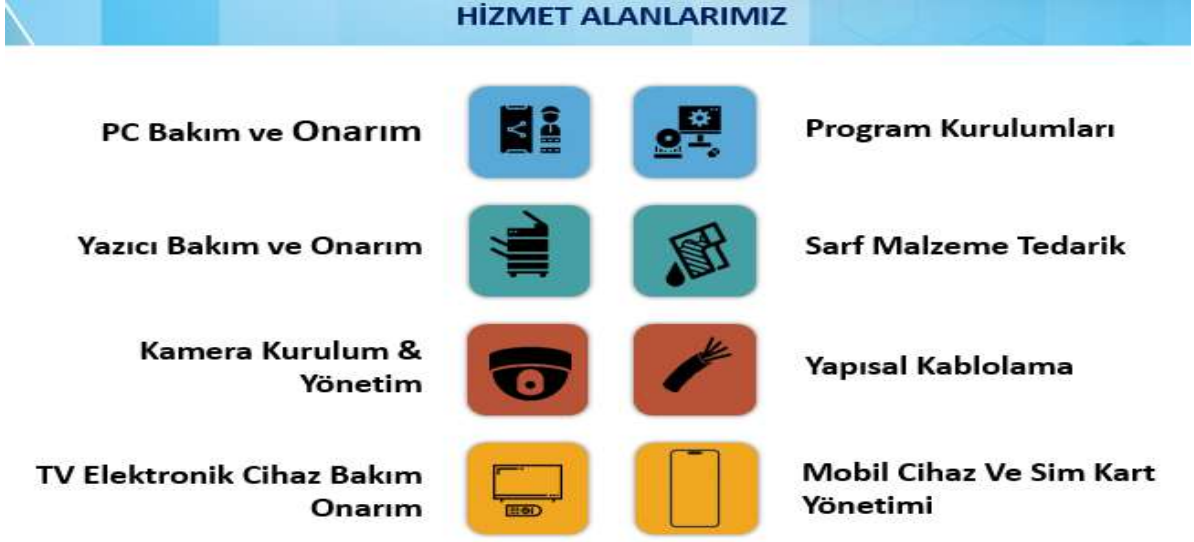 HİZMET ALANLARIMIZ
PC Bakım ve Onarım
Program Kurulumları
Yazıcı Bakım ve Onarım
Sarf Malzeme Tedarik
Kamera Kurulum &
Yönetim
Yapısal Kablolama
TV Elektronik Cihaz Bakım
Onarım
Mobil Cihaz Ve Sim Kart
Yönetimi